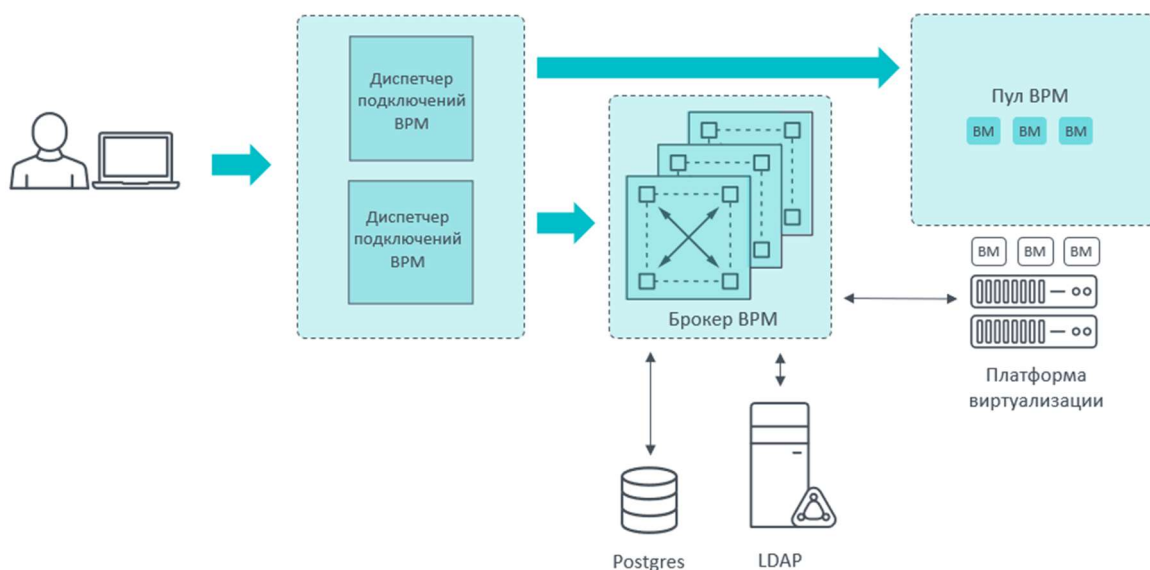 Диспетчер
подключений
ВРМ
Диспетчер
подключений
ВРМ
Брокер ВРМ
Пул ВРМ
ВМ ВМ ВМ
ВМ ВМ ВМ
Платформа
виртуализации
Postgres
LDAP